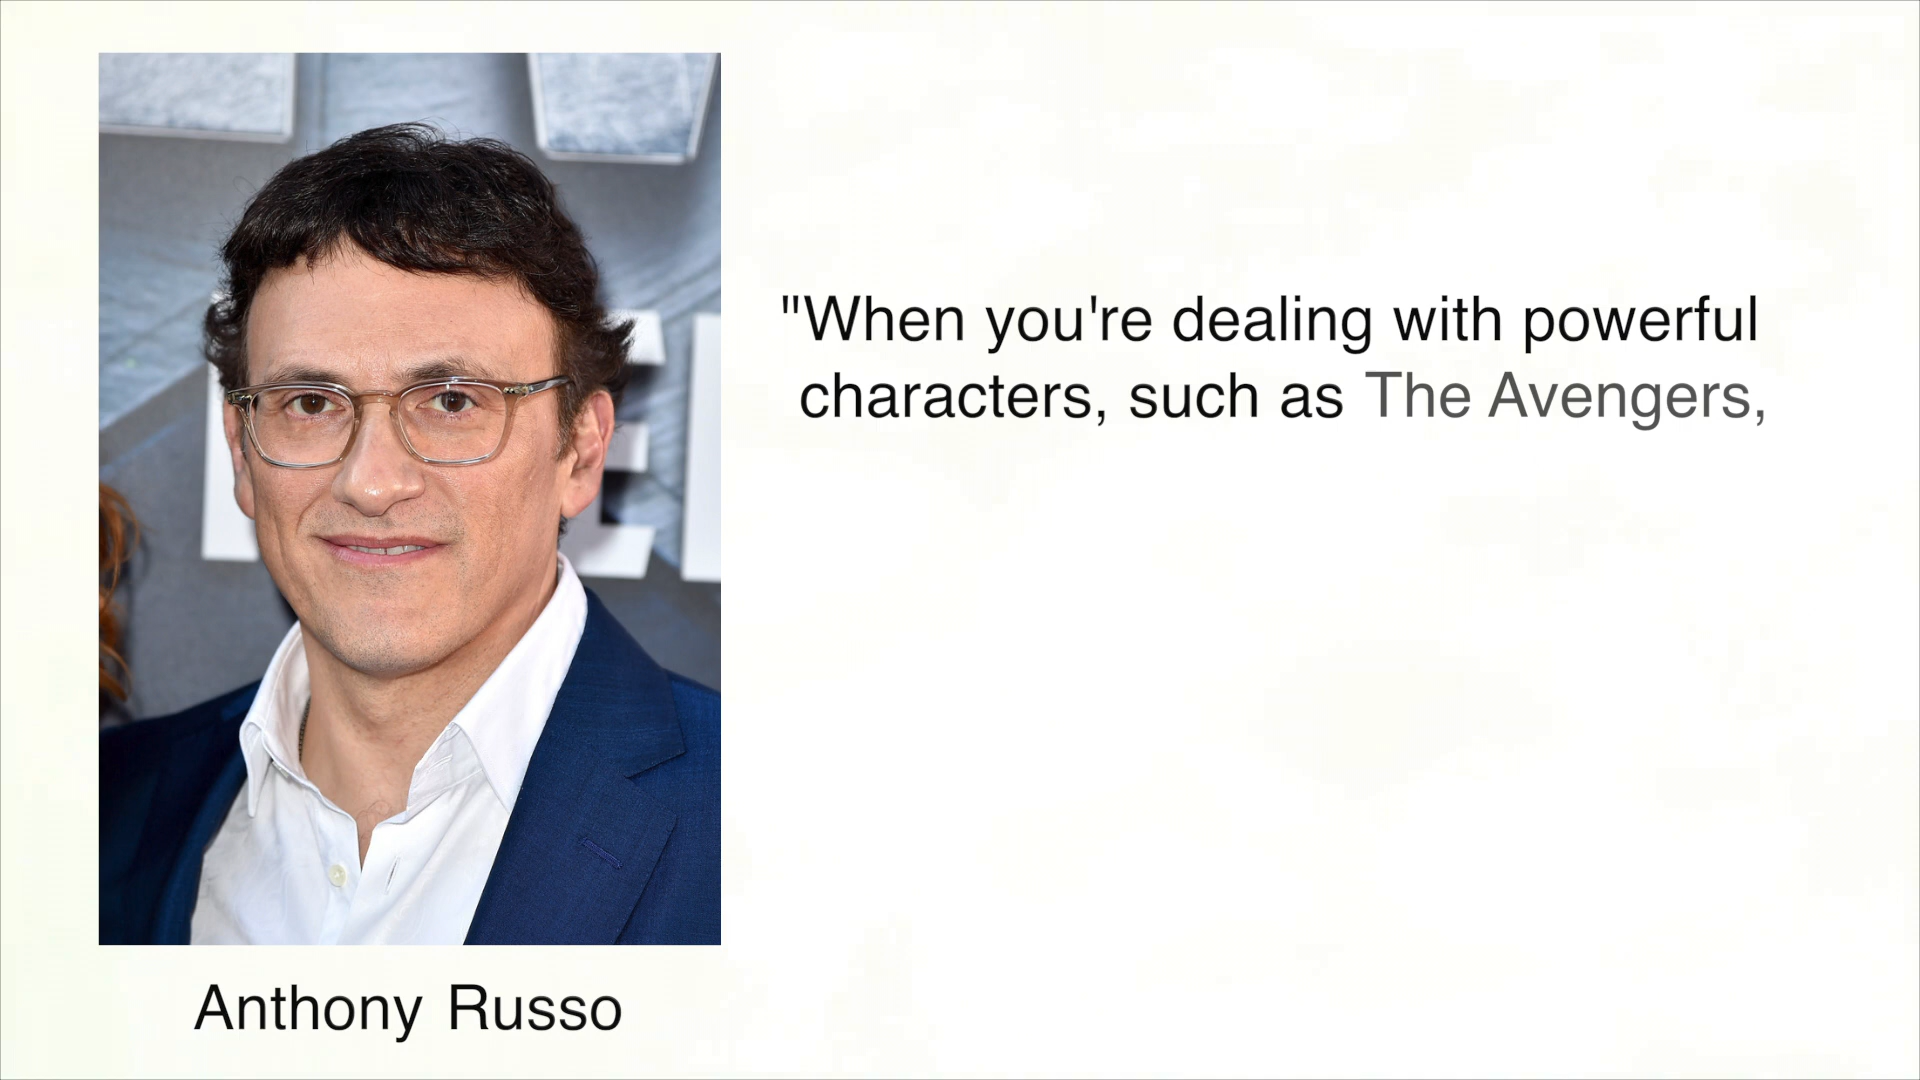 "When you're dealing with powerful
characters, such as The Avengers,
Anthony Russo